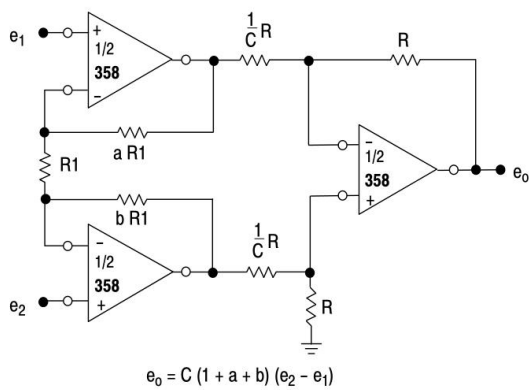 e1
+
1/2
358
−
a R1
R1
b R1
−
1/2
358
+
e2
1/C R
R
−
1/2
358
+
eo
1/C R
R
eo = C (1 + a + b) (e2 − e1)